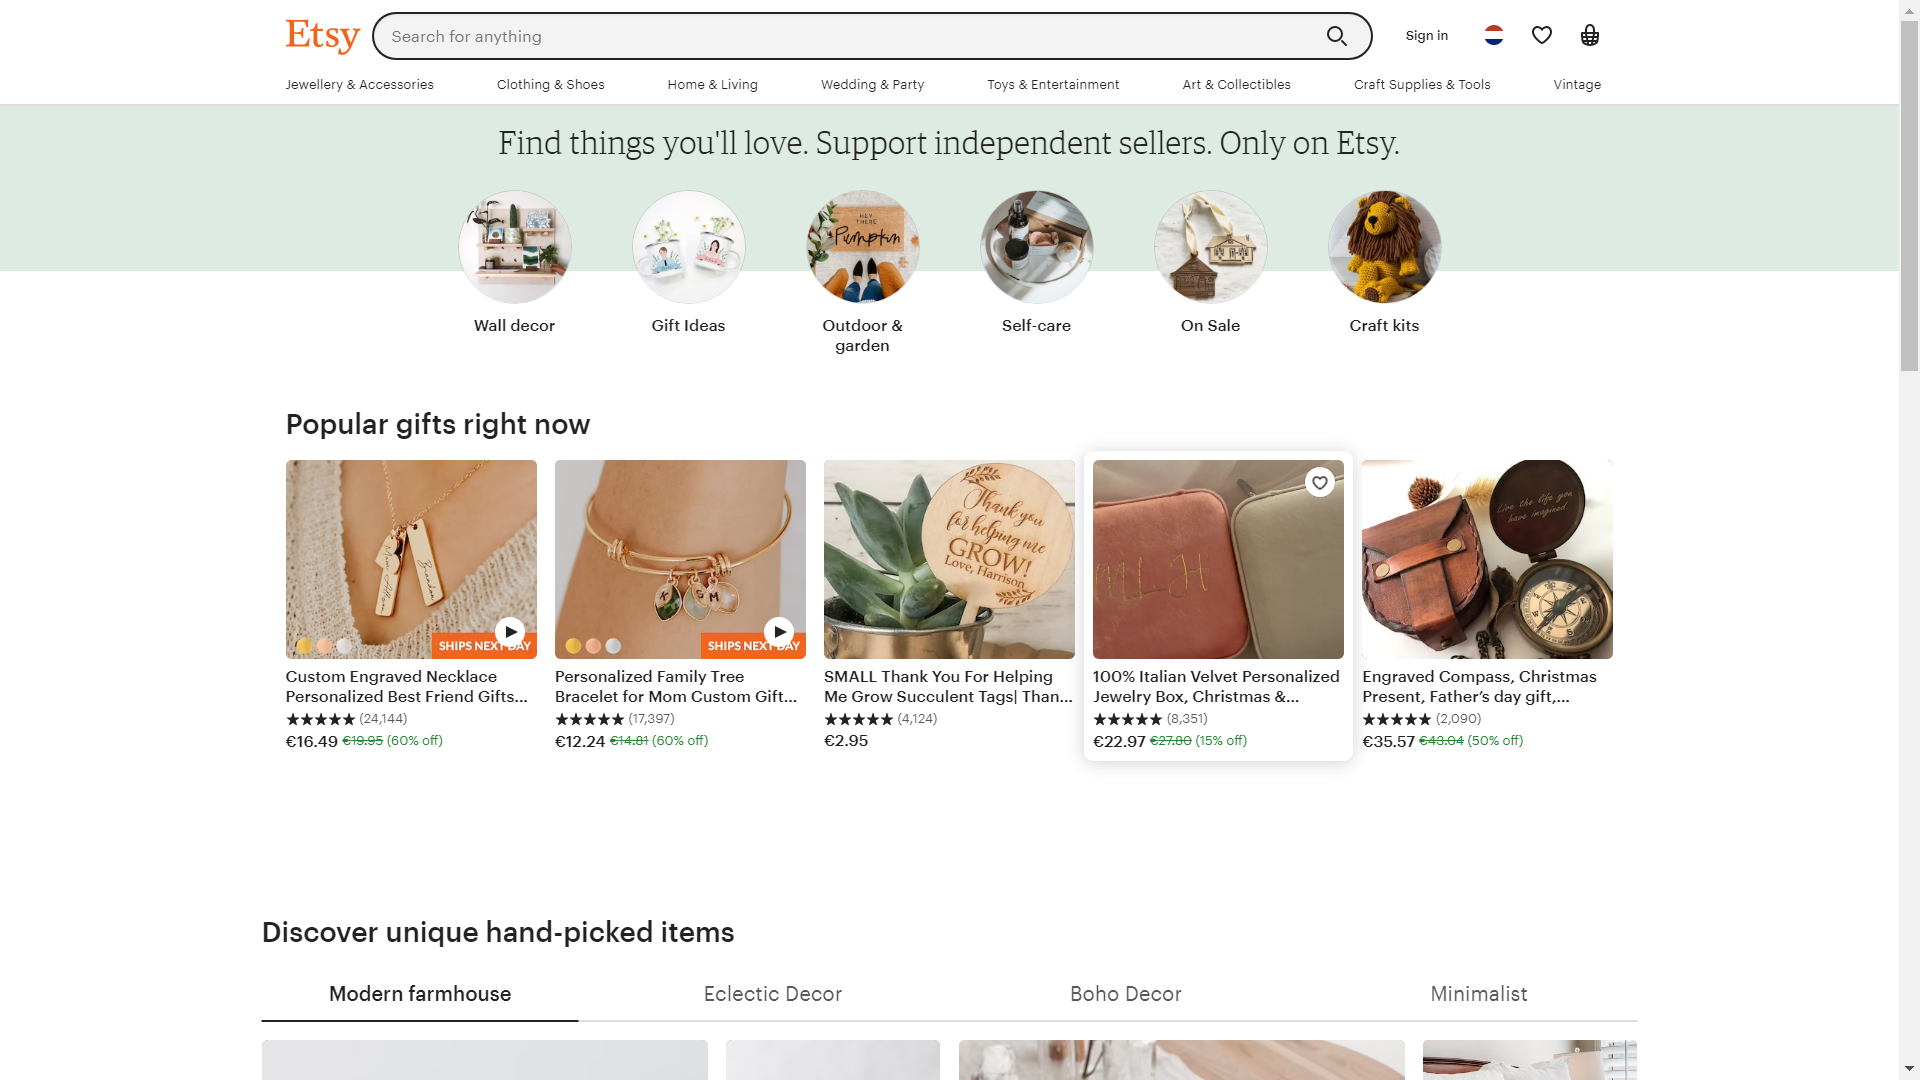 Etsy
Search for anything
Sign in
Jewellery & Accessories
Clothing & Shoes
Home & Living
Wedding & Party
Toys & Entertainment
Art & Collectibles
Craft Supplies & Tools
Vintage
Find things you'll love. Support independent sellers. Only on Etsy.
HEY
THERE
Pumpkin
Wall decor
Gift Ideas
Outdoor &
garden
Self-care
On Sale
Craft kits
Popular gifts right now
Brandon
SHIPS NEXT DAY
K S M
SHIPS NEXT DAY
Thank you
for helping me
GROW!
Love, Harrison
MLH
Live the life you
have imagined.
Custom Engraved Necklace
Personalized Best Friend Gifts...
(24,144)
€16.49 €19.95 (60% off)
Personalized Family Tree
Bracelet for Mom Custom Gift...
(17,397)
€12.24 €14.81 (60% off)
SMALL Thank You For Helping
Me Grow Succulent Tags| Than...
(4,124)
€2.95
100% Italian Velvet Personalized
Jewelry Box, Christmas &...
(8,351)
€22.97 €27.80 (15% off)
Engraved Compass, Christmas
Present, Father’s day gift,...
(2,090)
€35.57 €43.04 (50% off)
Discover unique hand-picked items
Modern farmhouse
Eclectic Decor
Boho Decor
Minimalist